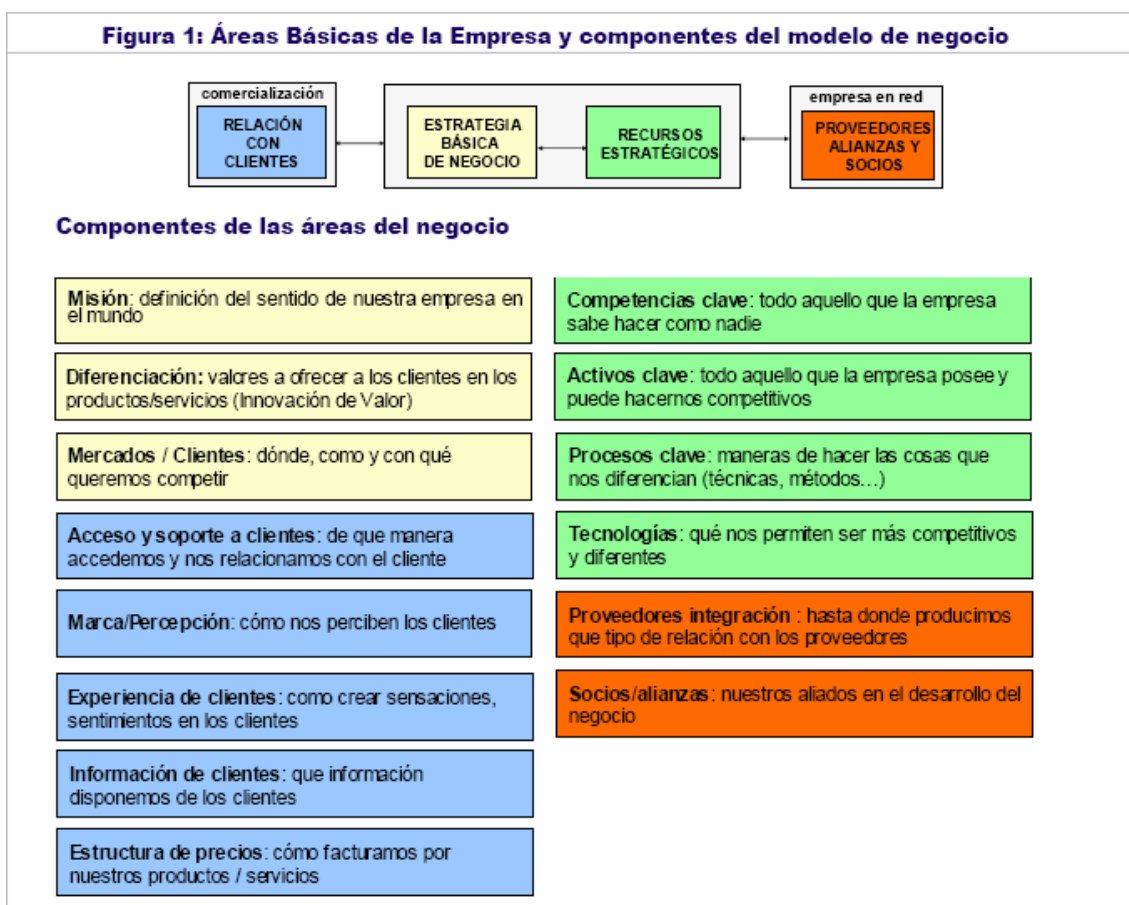 Figura 1: Áreas Básicas de la Empresa y componentes del modelo de negocio
comercialización
RELACIÓN
CON
CLIENTES
ESTRATEGIA
BÁSICA
DE NEGOCIO
RECURSOS
ESTRATÉGICOS
empresa en red
PROVEEDORES
ALIANZAS Y
SOCIOS
Componentes de las áreas del negocio
Misión: definición del sentido de nuestra empresa en
el mundo
Diferenciación: valores a ofrecer a los clientes en los
productos/servicios (Innovación de Valor)
Mercados / Clientes: dónde, como y con qué
queremos competir
Acceso y soporte a clientes: de que manera
accedemos y nos relacionamos con el cliente
Marca/Percepción: cómo nos perciben los clientes
Experiencia de clientes: como crear sensaciones,
sentimientos en los clientes
Información de clientes: que información
disponemos de los clientes
Estructura de precios: cómo facturamos por
nuestros productos / servicios
Competencias clave: todo aquello que la empresa
sabe hacer como nadie
Activos clave: todo aquello que la empresa posee y
puede hacernos competitivos
Procesos clave: maneras de hacer las cosas que
nos diferencian (técnicas, métodos...)
Tecnologías: qué nos permiten ser más competitivos
y diferentes
Proveedores integración : hasta donde producimos
que tipo de relación con los proveedores
Socios/alianzas: nuestros aliados en el desarrollo del
negocio